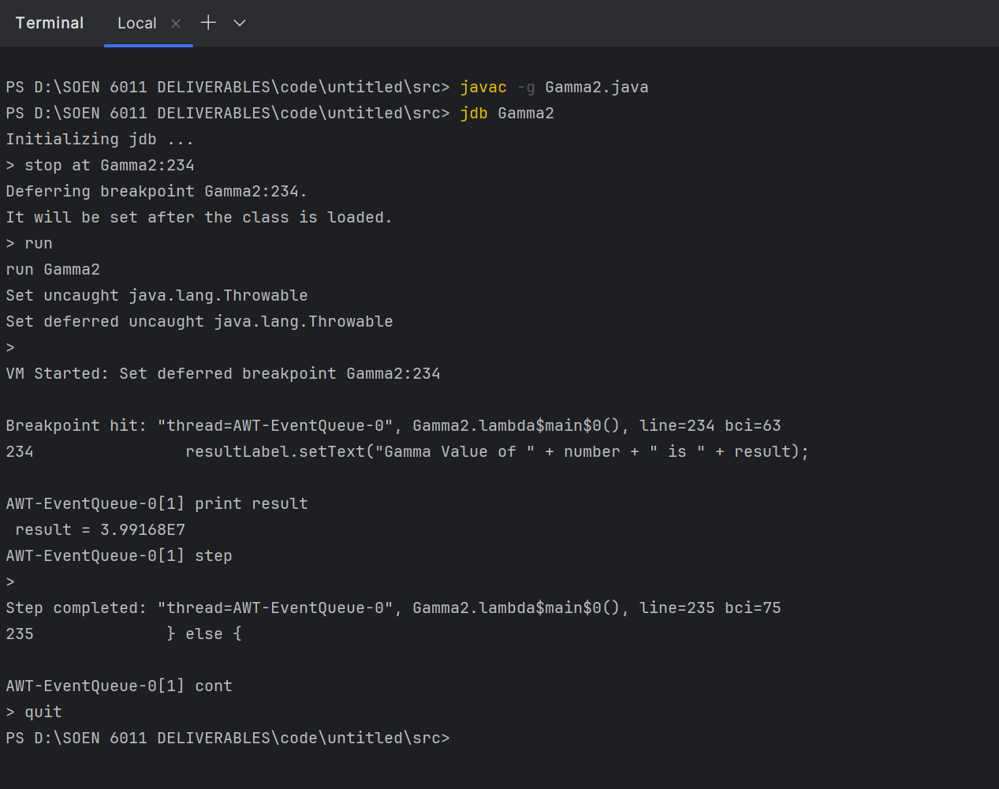 Terminal Local × + ∨
PS D:\SOEN 6011 DELIVERABLES\code\untitled\src> javac -g Gamma2.java
PS D:\SOEN 6011 DELIVERABLES\code\untitled\src> jdb Gamma2
Initializing jdb ...
> stop at Gamma2:234
Deferring breakpoint Gamma2:234.
It will be set after the class is loaded.
> run
run Gamma2
Set uncaught java.lang.Throwable
Set deferred uncaught java.lang.Throwable
>
VM Started: Set deferred breakpoint Gamma2:234
Breakpoint hit: "thread=AWT-EventQueue-0", Gamma2.lambda$main$0(), line=234 bci=63
234                resultLabel.setText("Gamma Value of " + number + " is " + result);
AWT-EventQueue-0[1] print result
 result = 3.99168E7
AWT-EventQueue-0[1] step
>
Step completed: "thread=AWT-EventQueue-0", Gamma2.lambda$main$0(), line=235 bci=75
235              } else {
AWT-EventQueue-0[1] cont
> quit
PS D:\SOEN 6011 DELIVERABLES\code\untitled\src>